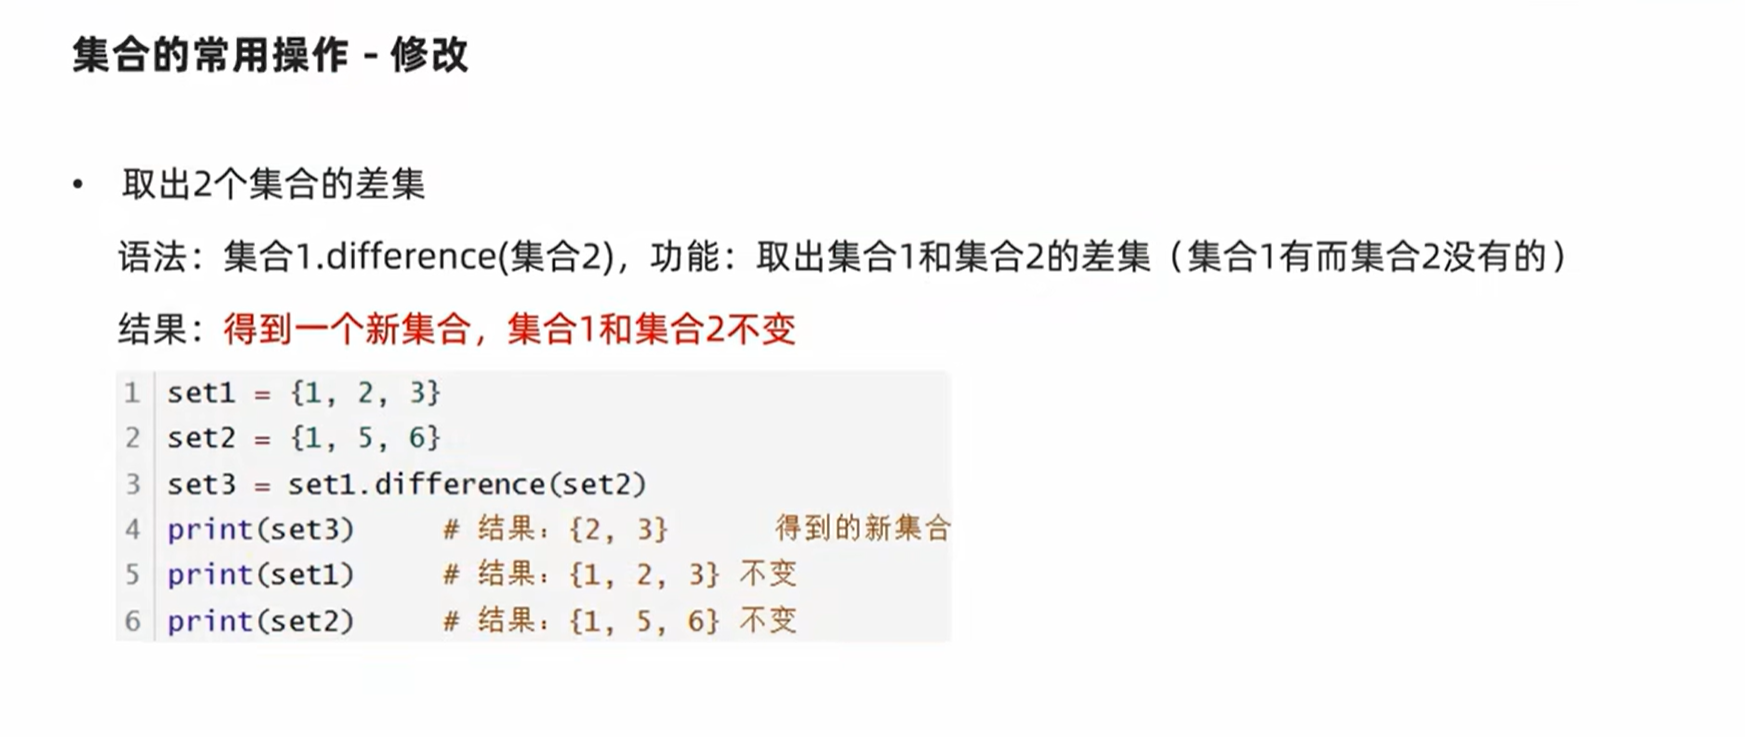 集合的常用操作 - 修改
• 取出2个集合的差集
语法：集合1.difference(集合2)，功能：取出集合1和集合2的差集（集合1有而集合2没有的）
结果：得到一个新集合，集合1和集合2不变
1 set1 = {1, 2, 3}
2 set2 = {1, 5, 6}
3 set3 = set1.difference(set2)
4 print(set3) # 结果：{2, 3} 得到的新集合
5 print(set1) # 结果：{1, 2, 3} 不变
6 print(set2) # 结果：{1, 5, 6} 不变